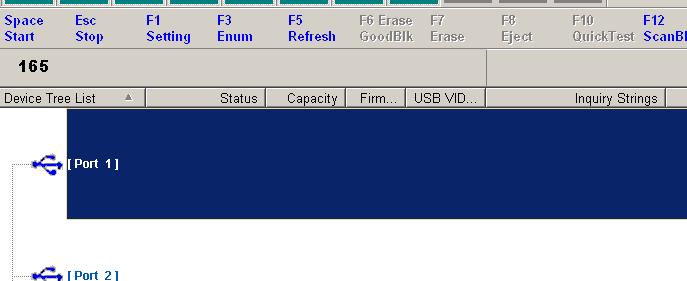 Space Esc F1 F3 F5 F6 Erase F7 F8 F10 F12
Start Stop Setting Enum Refresh GoodBlk Erase Eject QuickTest ScanBl
165
Device Tree List Status Capacity Firm... USB VID... Inquiry Strings
[ Port 1 ]
[ Port 2 ]